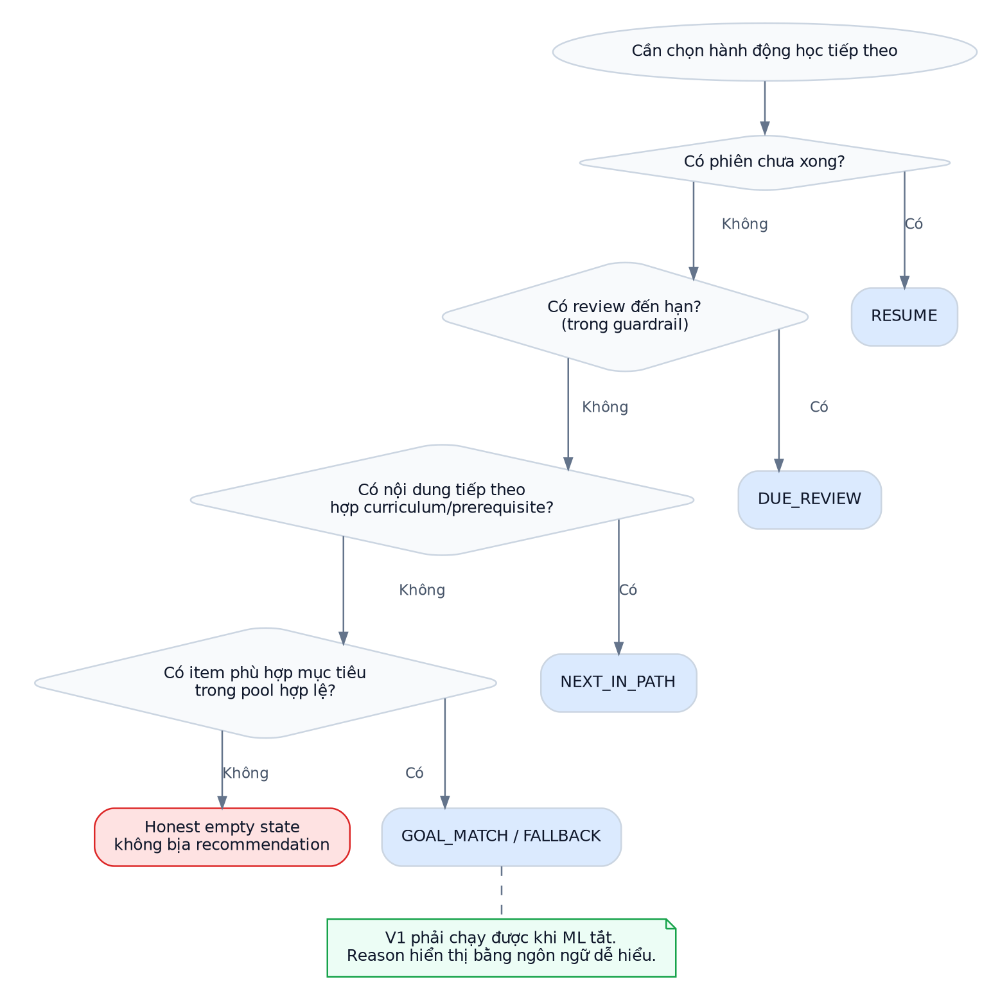 Cần chọn hành động học tiếp theo
Có phiên chưa xong?
Không
Có
Có review đến hạn?
(trong guardrail)
RESUME
Không
Có
Có nội dung tiếp theo
hợp curriculum/prerequisite?
DUE_REVIEW
Không
Có
Có item phù hợp mục tiêu
trong pool hợp lệ?
NEXT_IN_PATH
Không
Có
Honest empty state
không bịa recommendation
GOAL_MATCH / FALLBACK
V1 phải chạy được khi ML tắt.
Reason hiển thị bằng ngôn ngữ dễ hiểu.